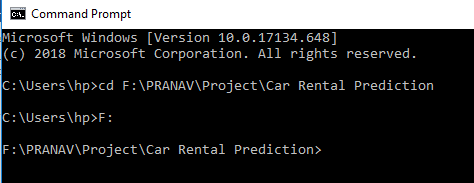 Command Prompt
Microsoft Windows [Version 10.0.17134.648]
(c) 2018 Microsoft Corporation. All rights reserved.
C:\Users\hp>cd F:\PRANAV\Project\Car Rental Prediction
C:\Users\hp>F:
F:\PRANAV\Project\Car Rental Prediction>